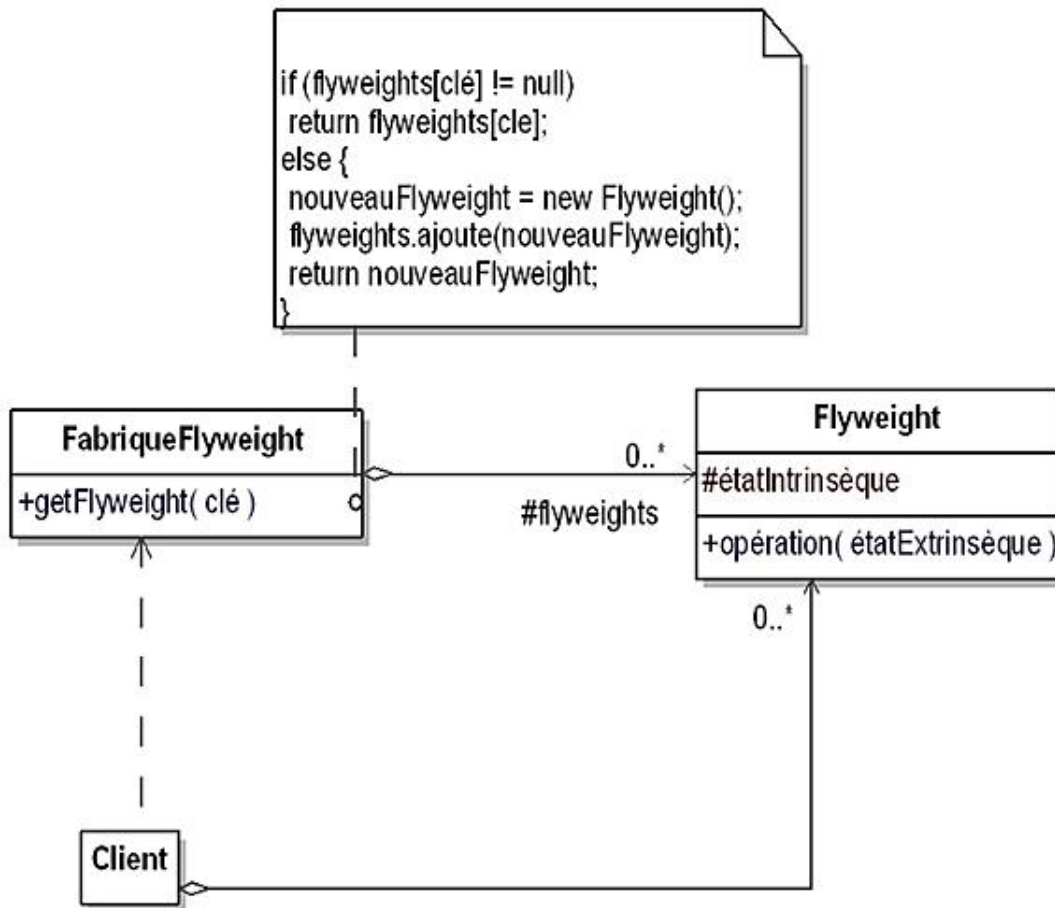 if (flyweights[clé] != null)
return flyweights[cle];
else {
nouveauFlyweight = new Flyweight();
flyweights.ajoute(nouveauFlyweight);
return nouveauFlyweight;
}
FabriqueFlyweight
+getFlyweight( clé )
0..*
#flyweights
Flyweight
#étatIntrinsèque
+opération( étatExtrinsèque )
0..*
Client